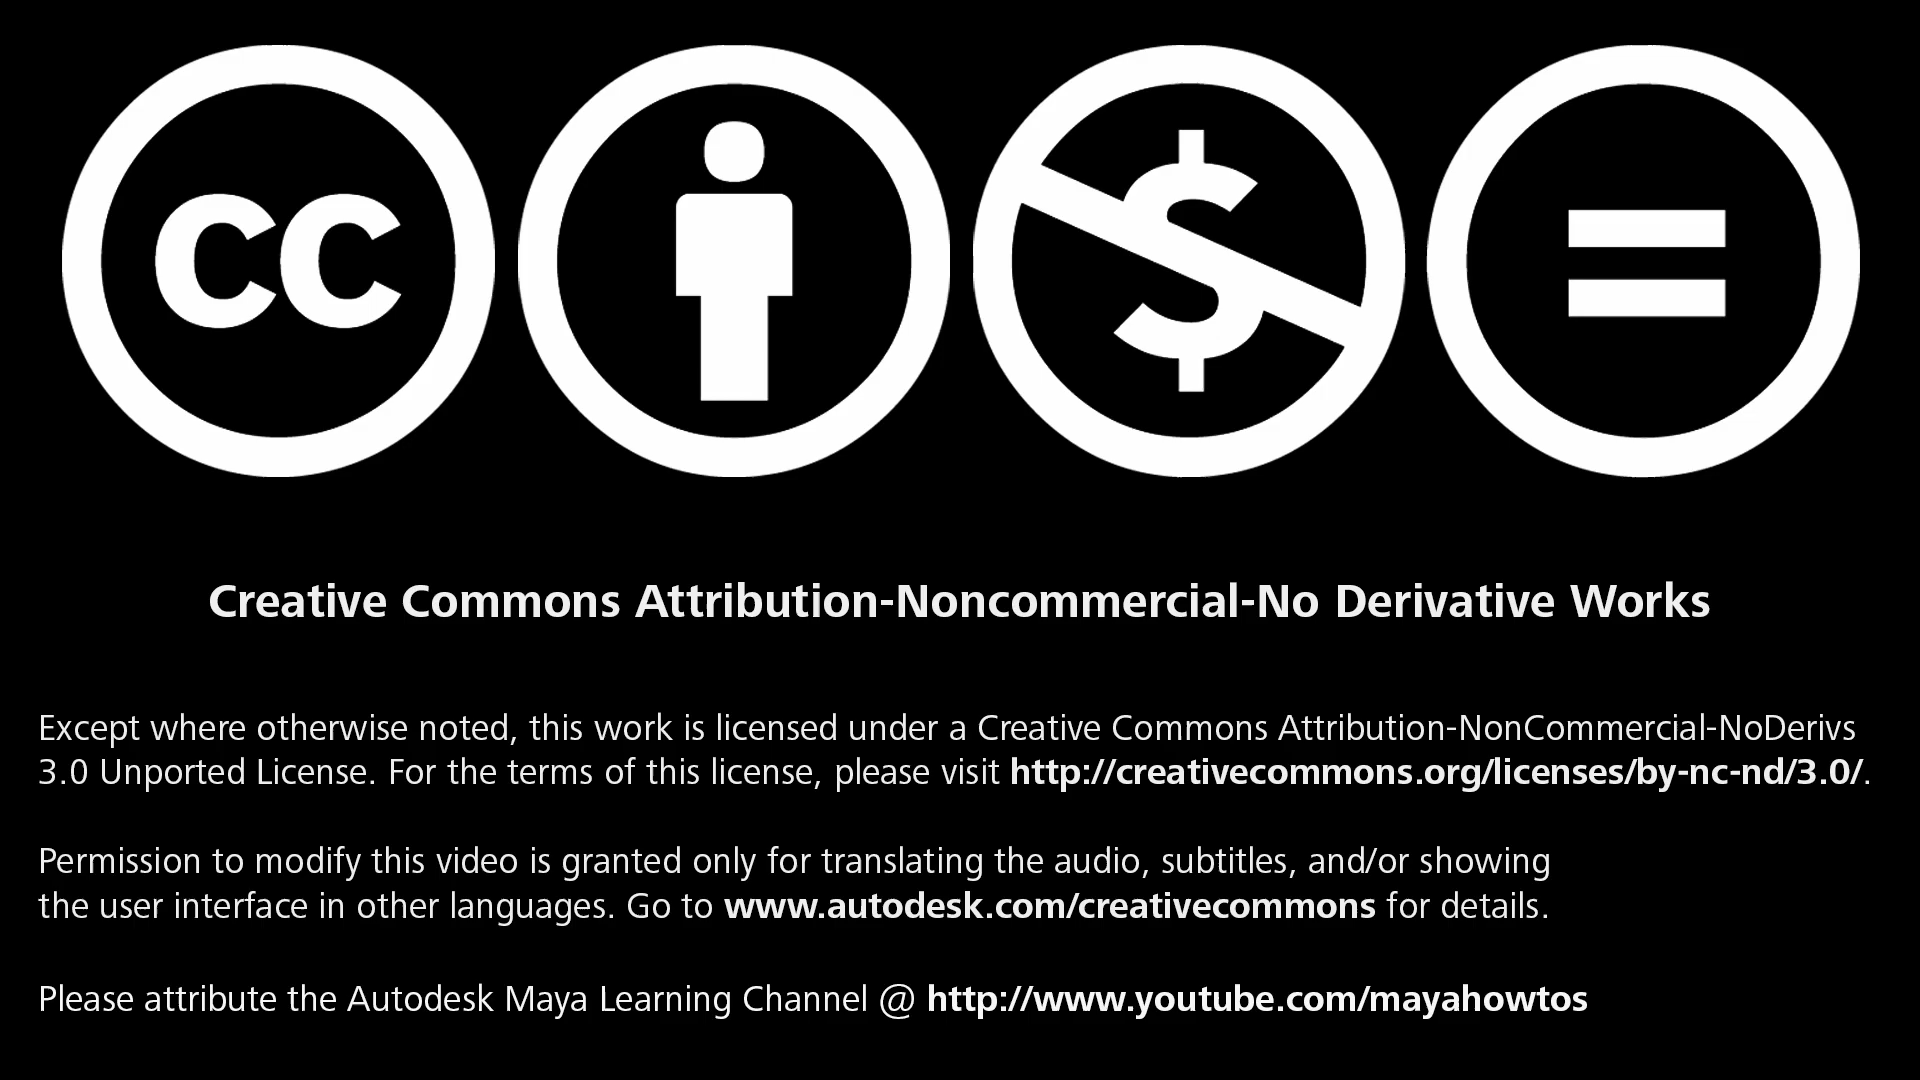 cc
$
=
Creative Commons Attribution-Noncommercial-No Derivative Works
Except where otherwise noted, this work is licensed under a Creative Commons Attribution-NonCommercial-NoDerivs
3.0 Unported License. For the terms of this license, please visit http://creativecommons.org/licenses/by-nc-nd/3.0/.
Permission to modify this video is granted only for translating the audio, subtitles, and/or showing
the user interface in other languages. Go to www.autodesk.com/creativecommons for details.
Please attribute the Autodesk Maya Learning Channel @ http://www.youtube.com/mayahowtos